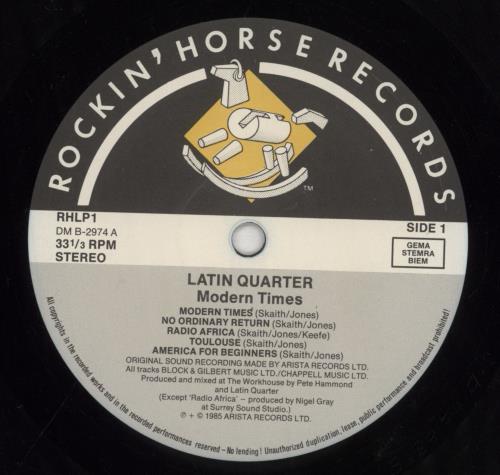 ROCKIN' HORSE RECORDS
TM
RHLP1
DM B-2974 A
33 1/3 RPM
STEREO
SIDE 1
GEMA
STEMRA
BIEM
LATIN QUARTER
Modern Times
MODERN TIMES (Skaith/Jones)
NO ORDINARY RETURN (Skaith/Jones)
RADIO AFRICA (Skaith/Jones/Keefe)
TOULOUSE (Skaith/Jones)
AMERICA FOR BEGINNERS (Skaith/Jones)
ORIGINAL SOUND RECORDING MADE BY ARISTA RECORDS LTD.
All tracks BLOCK & GILBERT MUSIC LTD./CHAPPELL MUSIC LTD.
Produced and mixed at The Workhouse by Pete Hammond
and Latin Quarter
(Except 'Radio Africa' – produced by Nigel Gray
at Surrey Sound Studio.)
℗ + © 1985 ARISTA RECORDS LTD.
All copyrights in the recorded works and in the recorded performances reserved – No lending! Unauthorized duplication, lease, public performance and broadcast prohibited!